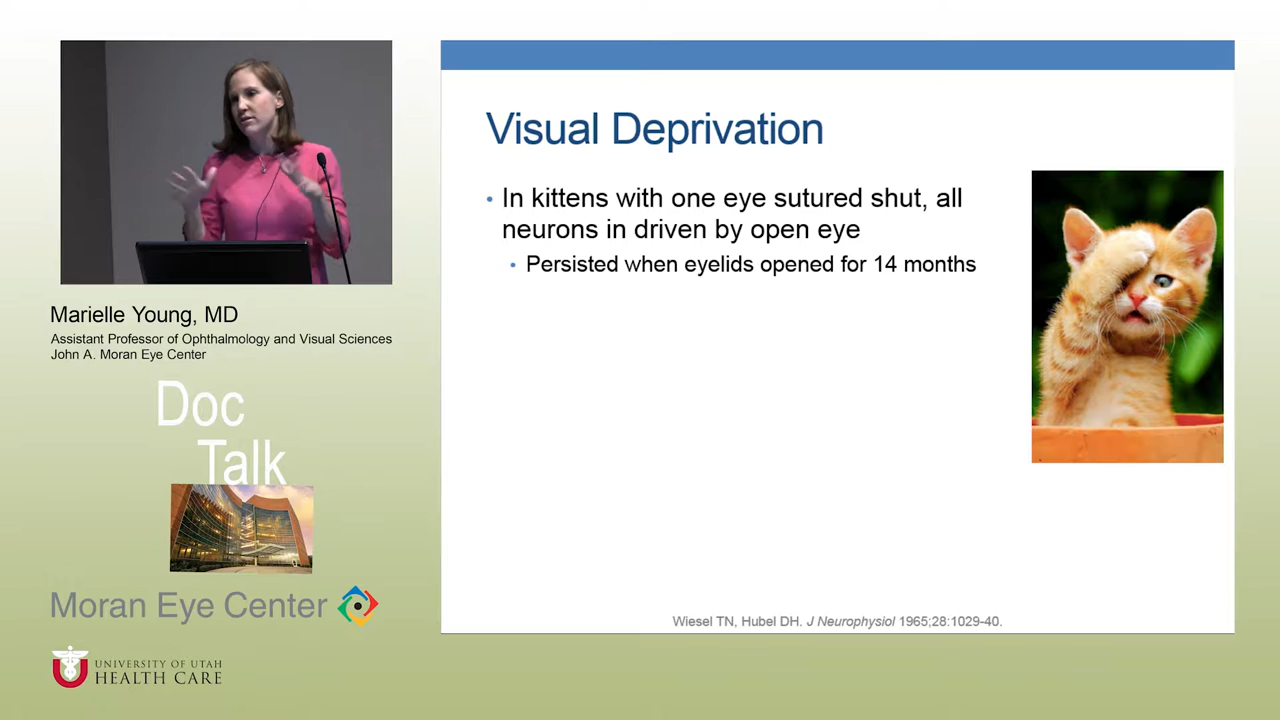 Marielle Young, MD
Assistant Professor of Ophthalmology and Visual Sciences
John A. Moran Eye Center
Doc
Talk
Moran Eye Center
UNIVERSITY OF UTAH
HEALTH CARE
Visual Deprivation
• In kittens with one eye sutured shut, all
neurons in driven by open eye
• Persisted when eyelids opened for 14 months
Wiesel TN, Hubel DH. J Neurophysiol 1965;28:1029-40.